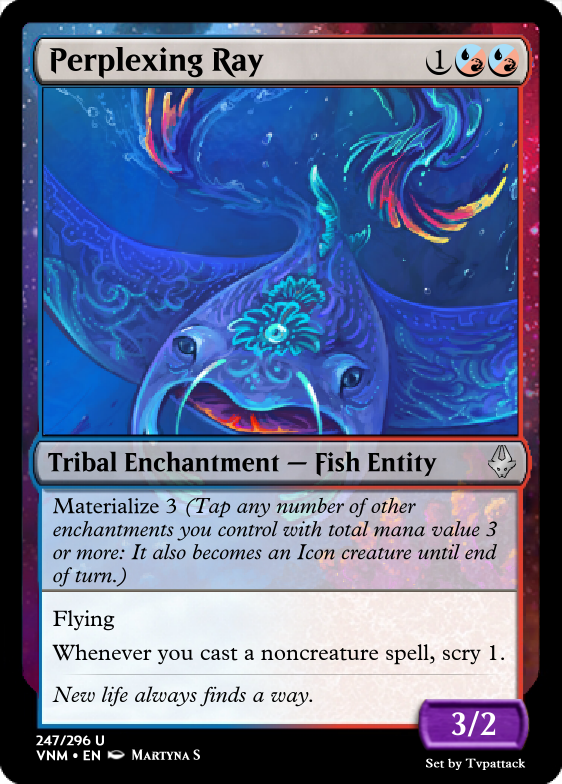 Perplexing Ray 1
Tribal Enchantment — Fish Entity
Materialize 3 (Tap any number of other
enchantments you control with total mana value 3
or more: It also becomes an Icon creature until end
of turn.)
Flying
Whenever you cast a noncreature spell, scry 1.
New life always finds a way.
3/2
247/296 U
VNM • EN Martyna S
Set by Tvpattack